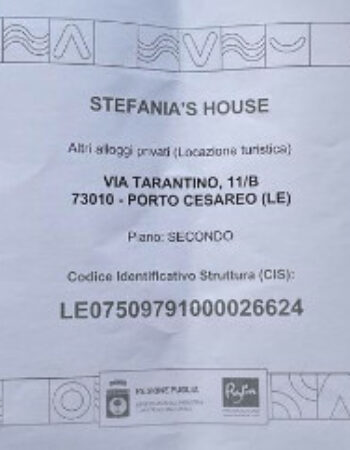 STEFANIA'S HOUSE
Altri alloggi privati (Locazione turistica)
VIA TARANTINO, 11/B
73010 - PORTO CESAREO (LE)
Piano: SECONDO
Codice Identificativo Struttura (CIS):
LE07509791000026624
REGIONE PUGLIA
Puglia